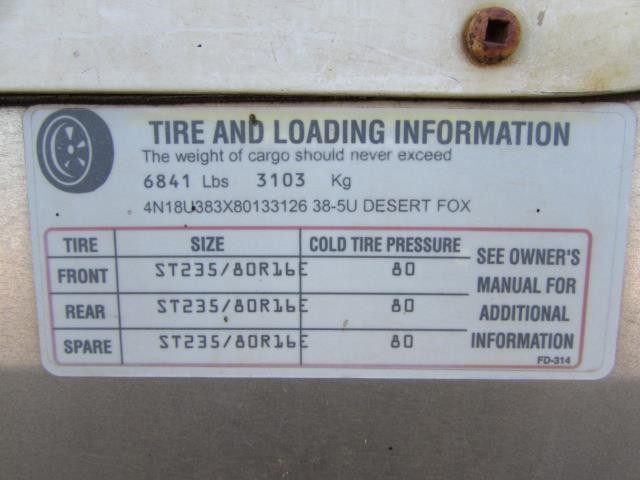 TIRE AND LOADING INFORMATION
The weight of cargo should never exceed
6841 Lbs 3103 Kg
4N18U383X80133126 38-5U DESERT FOX
TIRE SIZE COLD TIRE PRESSURE
FRONT ST235/80R16E 80
REAR ST235/80R16E 80
SPARE ST235/80R16E 80
SEE OWNER'S
MANUAL FOR
ADDITIONAL
INFORMATION
FD-314